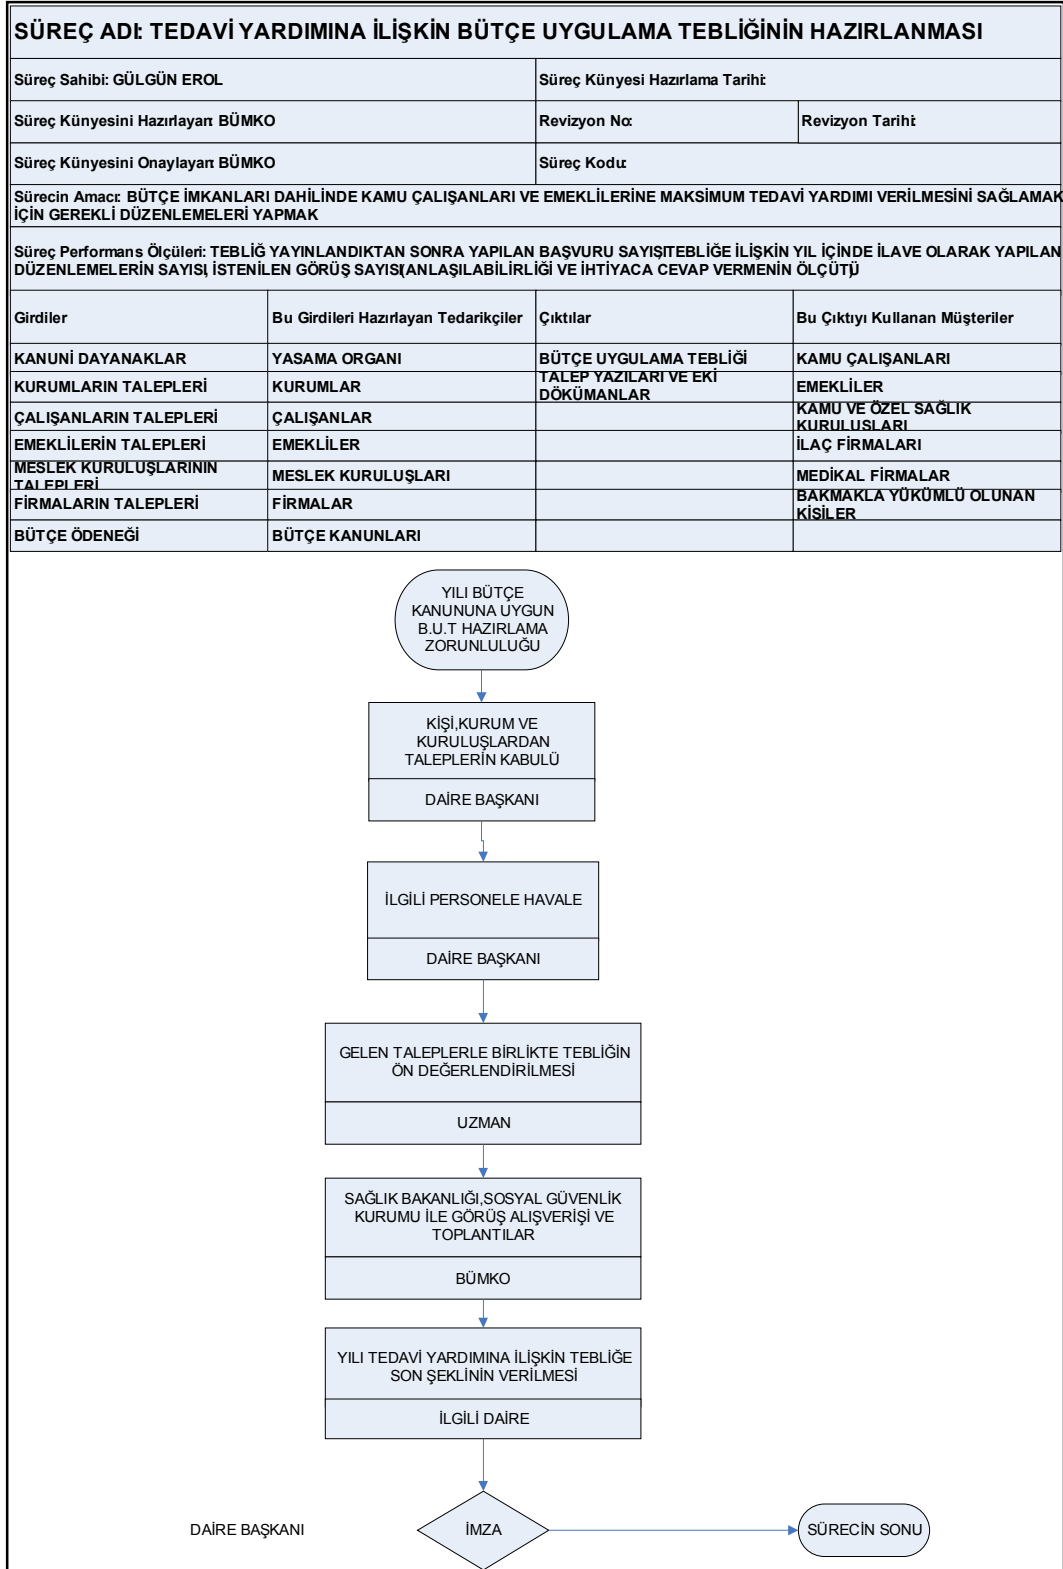 SÜREÇ ADI: TEDAVİ YARDIMINA İLİŞKİN BÜTÇE UYGULAMA TEBLİĞİNİN HAZIRLANMASI
Süreç Sahibi: GÜLGÜN EROL
Süreç Künyesi Hazırlama Tarihi:
Süreç Künyesini Hazırlayan: BÜMKO
Revizyon No:
Revizyon Tarihi:
Süreç Künyesini Onaylayan: BÜMKO
Süreç Kodu:
Sürecin Amacı: BÜTÇE İMKANLARI DAHİLİNDE KAMU ÇALIŞANLARI VE EMEKLİLERİNE MAKSİMUM TEDAVİ YARDIMI VERİLMESİNİ SAĞLAMAK
İÇİN GEREKLİ DÜZENLEMELERİ YAPMAK
Süreç Performans Ölçüleri: TEBLİĞ YAYINLANDIKTAN SONRA YAPILAN BAŞVURU SAYISI,TEBLİĞE İLİŞKİN YIL İÇİNDE İLAVE OLARAK YAPILAN
DÜZENLEMELERİN SAYISI, İSTENİLEN GÖRÜŞ SAYISI(ANLAŞILABİLİRLİĞİ VE İHTİYACA CEVAP VERMENİN ÖLÇÜTÜ)
Girdiler
Bu Girdileri Hazırlayan Tedarikçiler
Çıktılar
Bu Çıktıyı Kullanan Müşteriler
KANUNİ DAYANAKLAR
YASAMA ORGANI
BÜTÇE UYGULAMA TEBLİĞİ
KAMU ÇALIŞANLARI
KURUMLARIN TALEPLERİ
KURUMLAR
TALEP YAZILARI VE EKİ
DÖKÜMANLAR
EMEKLİLER
ÇALIŞANLARIN TALEPLERİ
ÇALIŞANLAR
KAMU VE ÖZEL SAĞLIK
KURULUŞLARI
EMEKLİLERİN TALEPLERİ
EMEKLİLER
İLAÇ FİRMALARI
MESLEK KURULUŞLARININ
TALEPLERİ
MESLEK KURULUŞLARI
MEDİKAL FİRMALAR
FİRMALARIN TALEPLERİ
FİRMALAR
BAKMAKLA YÜKÜMLÜ OLUNAN
KİŞİLER
BÜTÇE ÖDENEĞİ
BÜTÇE KANUNLARI
YILI BÜTÇE
KANUNUNA UYGUN
B.U.T HAZIRLAMA
ZORUNLULUĞU
KİŞİ,KURUM VE
KURULUŞLARDAN
TALEPLERİN KABULÜ
DAİRE BAŞKANI
İLGİLİ PERSONELE HAVALE
DAİRE BAŞKANI
GELEN TALEPLERLE BİRLİKTE TEBLİĞİN
ÖN DEĞERLENDİRİLMESİ
UZMAN
SAĞLIK BAKANLIĞI,SOSYAL GÜVENLİK
KURUMU İLE GÖRÜŞ ALIŞVERİŞİ VE
TOPLANTILAR
BÜMKO
YILI TEDAVİ YARDIMINA İLİŞKİN TEBLİĞE
SON ŞEKLİNİN VERİLMESİ
İLGİLİ DAİRE
DAİRE BAŞKANI
İMZA
SÜRECİN SONU